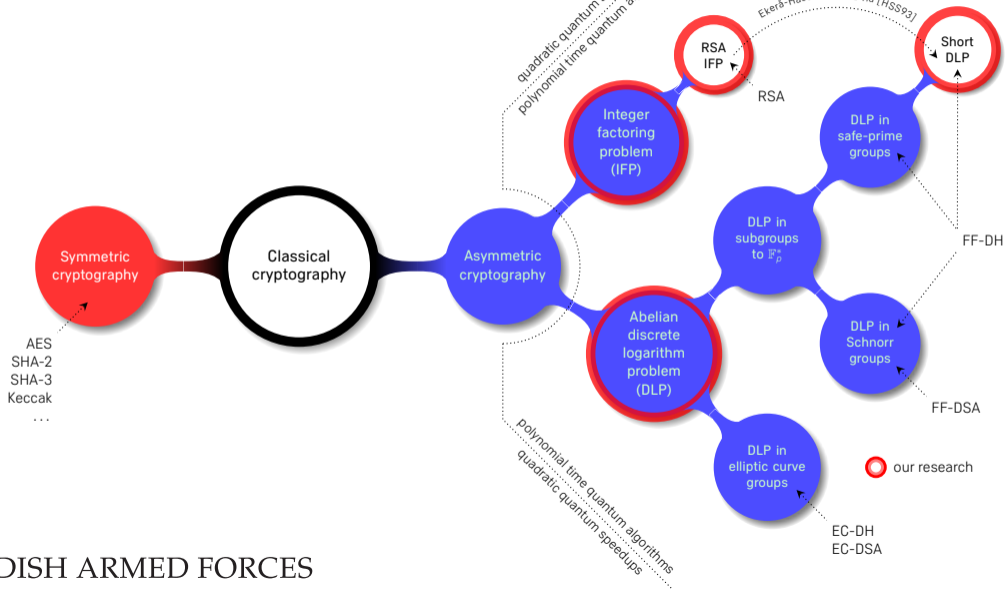 quadratic quantum
polynomial time quantum
[HSS93]
RSA
IFP
Short
DLP
RSA
Integer
factoring
problem
(IFP)
DLP in
safe-prime
groups
Symmetric
cryptography
Classical
cryptography
Asymmetric
cryptography
DLP in
subgroups
to 𝔽*p
FF-DH
Abelian
discrete
logarithm
problem
(DLP)
DLP in
Schnorr
groups
AES
SHA-2
SHA-3
Keccak
...
FF-DSA
DLP in
elliptic curve
groups
our research
polynomial time quantum algorithms
quadratic quantum speedups
EC-DH
EC-DSA
DISH ARMED FORCES